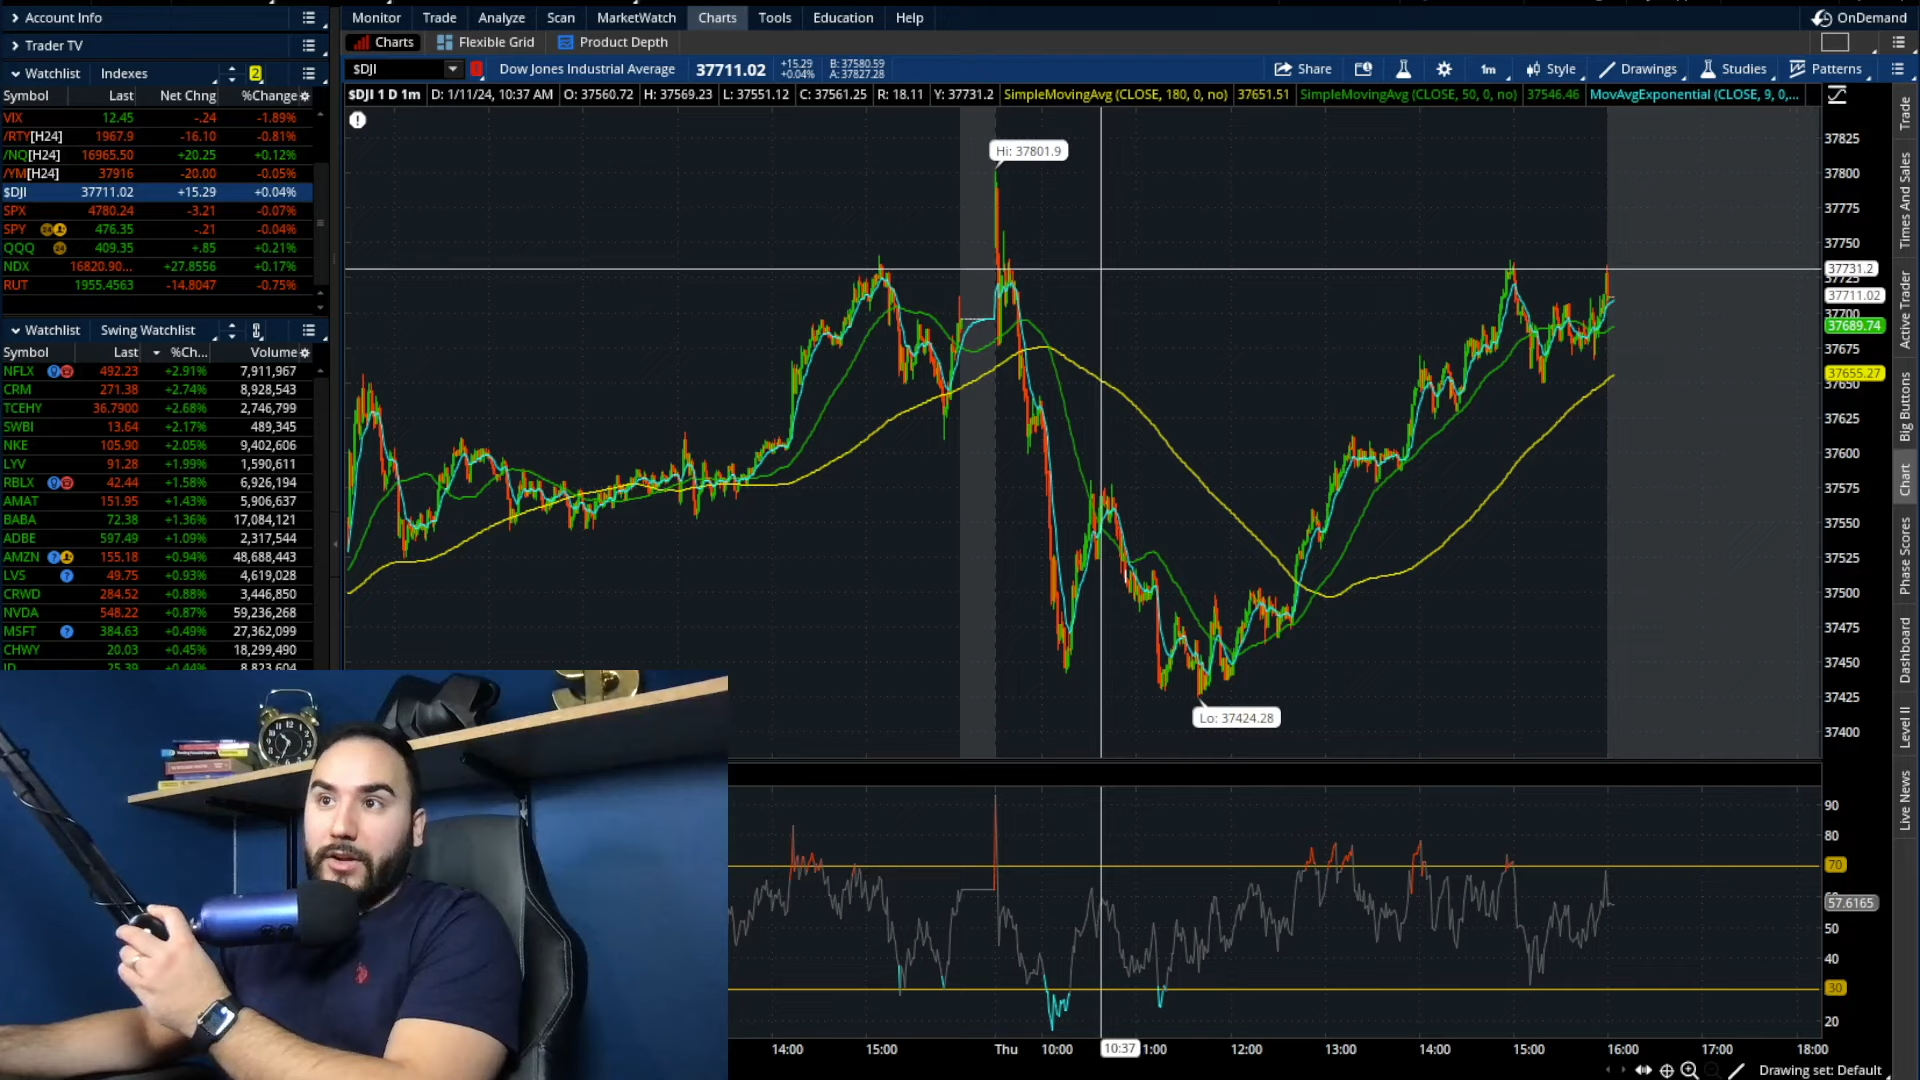 Account Info
Trader TV
Watchlist Indexes 2
Symbol Last Net Chng %Change
VIX 12.45 -.24 -1.89%
/RTY[H24] 1967.9 -16.10 -0.81%
/NQ[H24] 16965.50 +20.25 +0.12%
/YM[H24] 37916 -20.00 -0.05%
$DJI 37711.02 +15.29 +0.04%
SPX 4780.24 -3.21 -0.07%
SPY 476.35 -.21 -0.04%
QQQ 409.35 +.85 +0.21%
NDX 16820.90... +27.8556 +0.17%
RUT 1955.4563 -14.8047 -0.75%
Watchlist Swing Watchlist
Symbol Last %Ch... Volume
NFLX 492.23 +2.91% 7,911,967
CRM 271.38 +2.74% 8,928,543
TCEHY 36.7900 +2.68% 2,746,799
SWBI 13.64 +2.17% 489,345
NKE 105.90 +2.05% 9,402,606
LYV 91.28 +1.99% 1,590,611
RBLX 42.44 +1.58% 6,926,194
AMAT 151.95 +1.43% 5,906,637
BABA 72.38 +1.36% 17,084,121
ADBE 597.49 +1.09% 2,317,544
AMZN 155.18 +0.94% 48,688,443
LVS 49.75 +0.93% 4,619,028
CRWD 284.52 +0.88% 3,446,850
NVDA 548.22 +0.87% 59,236,268
MSFT 384.63 +0.49% 27,362,099
CHWY 20.03 +0.45% 18,299,490
JD 25.39 +0.44% 8,823,604
Monitor Trade Analyze Scan MarketWatch Charts Tools Education Help OnDemand
Charts Flexible Grid Product Depth
$DJI Dow Jones Industrial Average 37711.02 +15.29 +0.04% B: 37580.59 A: 37827.28 Share 1m Style Drawings Studies Patterns
$DJI 1 D 1m D: 1/11/24, 10:37 AM O: 37560.72 H: 37569.23 L: 37551.12 C: 37561.25 R: 18.11 Y: 37731.2 SimpleMovingAvg (CLOSE, 180, 0, no) 37651.51 SimpleMovingAvg (CLOSE, 50, 0, no) 37546.46 MovAvgExponential (CLOSE, 9, 0,...
Hi: 37801.9
Lo: 37424.28
37825
37800
37775
37750
37731.2
37725
37711.02
37700
37689.74
37675
37655.27
37650
37625
37600
37575
37550
37525
37500
37475
37450
37425
37400
90
80
70
60
57.6165
50
40
30
20
14:00 15:00 Thu 10:00 10:37 1:00 12:00 13:00 14:00 15:00 16:00 17:00 18:00
Drawing set: Default
Trade
Times And Sales
Active Trader
Big Buttons
Chart
Phase Scores
Dashboard
Level II
Live News